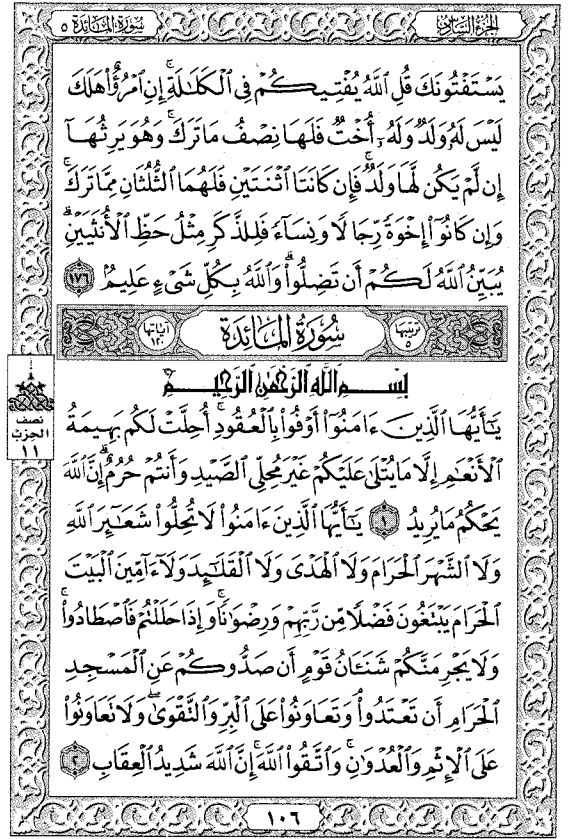 الجزء السادس
سورة المائدة ٥
يَسْتَفْتُونَكَ قُلِ ٱللَّهُ يُفْتِيكُمْ فِى ٱلْكَلَـٰلَةِ ۚ إِنِ ٱمْرُؤٌا۟ هَلَكَ
لَيْسَ لَهُۥ وَلَدٌ وَلَهُۥٓ أُخْتٌ فَلَهَا نِصْفُ مَا تَرَكَ ۚ وَهُوَ يَرِثُهَآ
إِن لَّمْ يَكُن لَّهَا وَلَدٌ ۚ فَإِن كَانَتَا ٱثْنَتَيْنِ فَلَهُمَا ٱلثُّلُثَانِ مِمَّا تَرَكَ ۚ
وَإِن كَانُوٓا۟ إِخْوَةً رِّجَالًا وَنِسَآءً فَلِلذَّكَرِ مِثْلُ حَظِّ ٱلْأُنثَيَيْنِ ۗ
يُبَيِّنُ ٱللَّهُ لَكُمْ أَن تَضِلُّوا۟ ۗ وَٱللَّهُ بِكُلِّ شَىْءٍ عَلِيمٌۢ ١٧٦
ترتيبها ٥ سُورَةُ المَائِدَة آياتها ١٢٠
بِسْمِ ٱللَّهِ ٱلرَّحْمَـٰنِ ٱلرَّحِيمِ
يَـٰٓأَيُّهَا ٱلَّذِينَ ءَامَنُوٓا۟ أَوْفُوا۟ بِٱلْعُقُودِ ۚ أُحِلَّتْ لَكُم بَهِيمَةُ
ٱلْأَنْعَـٰمِ إِلَّا مَا يُتْلَىٰ عَلَيْكُمْ غَيْرَ مُحِلِّى ٱلصَّيْدِ وَأَنتُمْ حُرُمٌ ۗ إِنَّ ٱللَّهَ
يَحْكُمُ مَا يُرِيدُ ١ يَـٰٓأَيُّهَا ٱلَّذِينَ ءَامَنُوا۟ لَا تُحِلُّوا۟ شَعَـٰٓئِرَ ٱللَّهِ
وَلَا ٱلشَّهْرَ ٱلْحَرَامَ وَلَا ٱلْهَدْىَ وَلَا ٱلْقَلَـٰٓئِدَ وَلَآ ءَآمِّينَ ٱلْبَيْتَ
ٱلْحَرَامَ يَبْتَغُونَ فَضْلًا مِّن رَّبِّهِمْ وَرِضْوَٰنًا ۚ وَإِذَا حَلَلْتُمْ فَٱصْطَادُوا۟ ۚ
وَلَا يَجْرِمَنَّكُمْ شَنَـَٔانُ قَوْمٍ أَن صَدُّوكُمْ عَنِ ٱلْمَسْجِدِ
ٱلْحَرَامِ أَن تَعْتَدُوا۟ ۘ وَتَعَاوَنُوا۟ عَلَى ٱلْبِرِّ وَٱلتَّقْوَىٰ ۖ وَلَا تَعَاوَنُوا۟
عَلَى ٱلْإِثْمِ وَٱلْعُدْوَٰنِ ۚ وَٱتَّقُوا۟ ٱللَّهَ ۖ إِنَّ ٱللَّهَ شَدِيدُ ٱلْعِقَابِ ٢
نصف
الحزب
١١
١٠٦